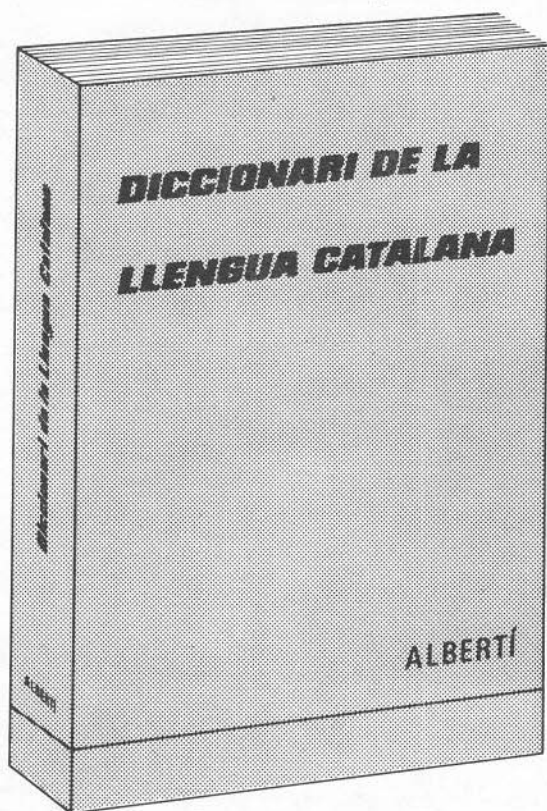 DICCIONARI DE LA
LLENGUA CATALANA
ALBERTÍ
Diccionari de la Llengua Catalana
ALBERTÍ